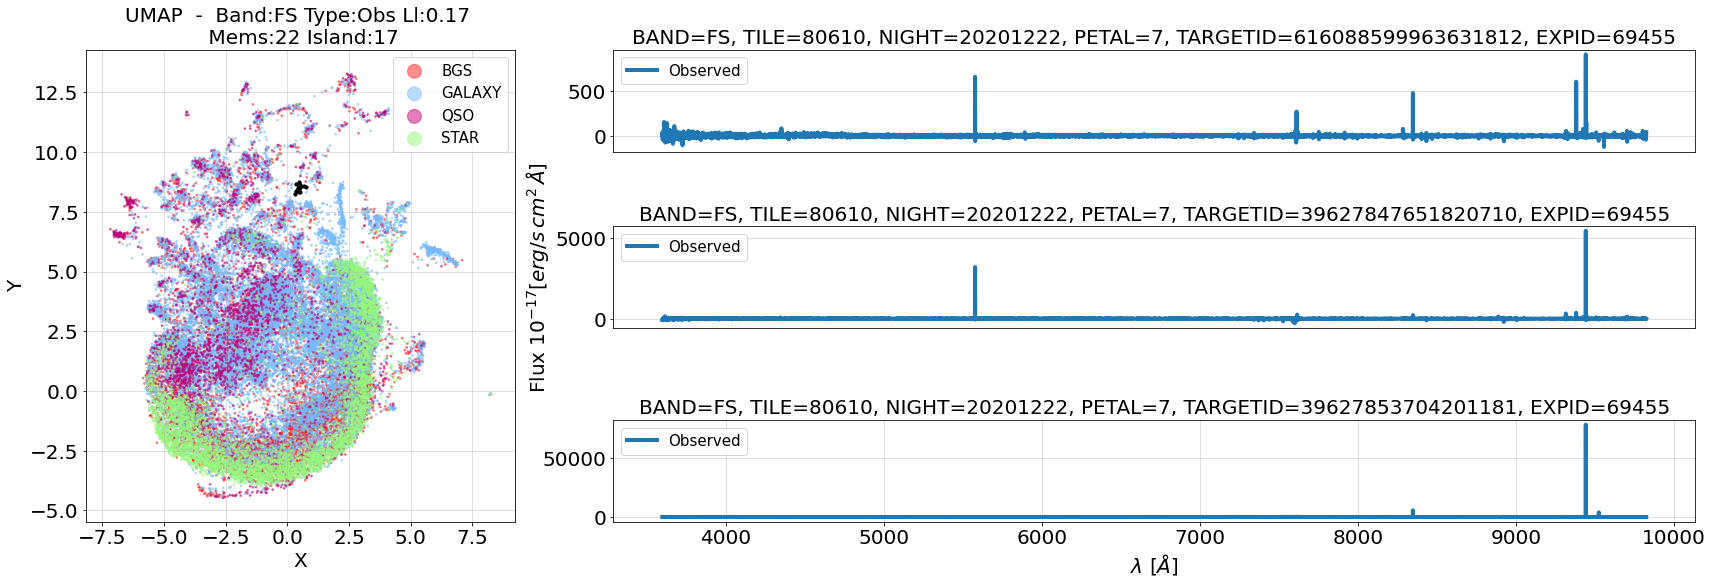 UMAP  -  Band:FS Type:Obs Ll:0.17
Mems:22 Island:17
BGS
GALAXY
QSO
STAR
12.5
10.0
7.5
5.0
2.5
0.0
−2.5
−5.0
Y
−7.5
−5.0
−2.5
0.0
2.5
5.0
7.5
X
Flux 10⁻¹⁷[erg/s cm² Å]
BAND=FS, TILE=80610, NIGHT=20201222, PETAL=7, TARGETID=616088599963631812, EXPID=69455
Observed
500
0
BAND=FS, TILE=80610, NIGHT=20201222, PETAL=7, TARGETID=39627847651820710, EXPID=69455
Observed
5000
0
BAND=FS, TILE=80610, NIGHT=20201222, PETAL=7, TARGETID=39627853704201181, EXPID=69455
Observed
50000
0
4000
5000
6000
7000
8000
9000
10000
λ [Å]